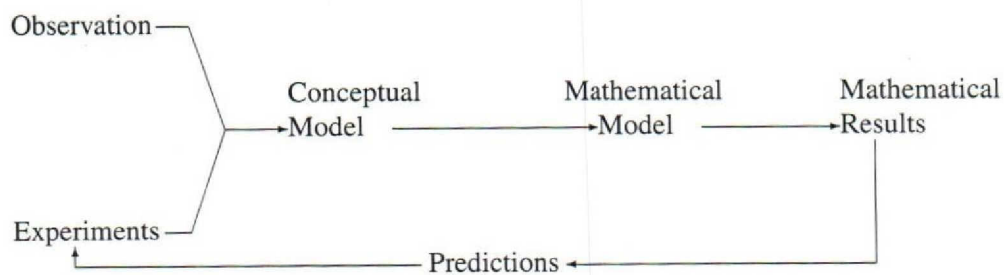 Observation
Conceptual
Model
Mathematical
Model
Mathematical
Results
Experiments
Predictions